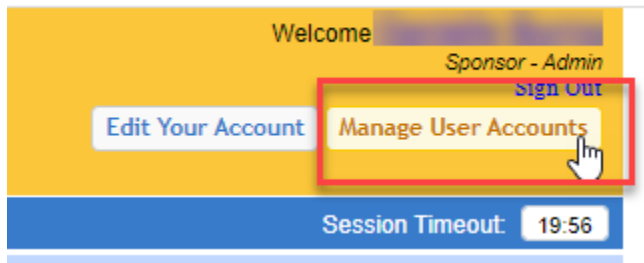 Welcome
Sponsor - Admin
Sign Out
Edit Your Account Manage User Accounts
Session Timeout: 19:56